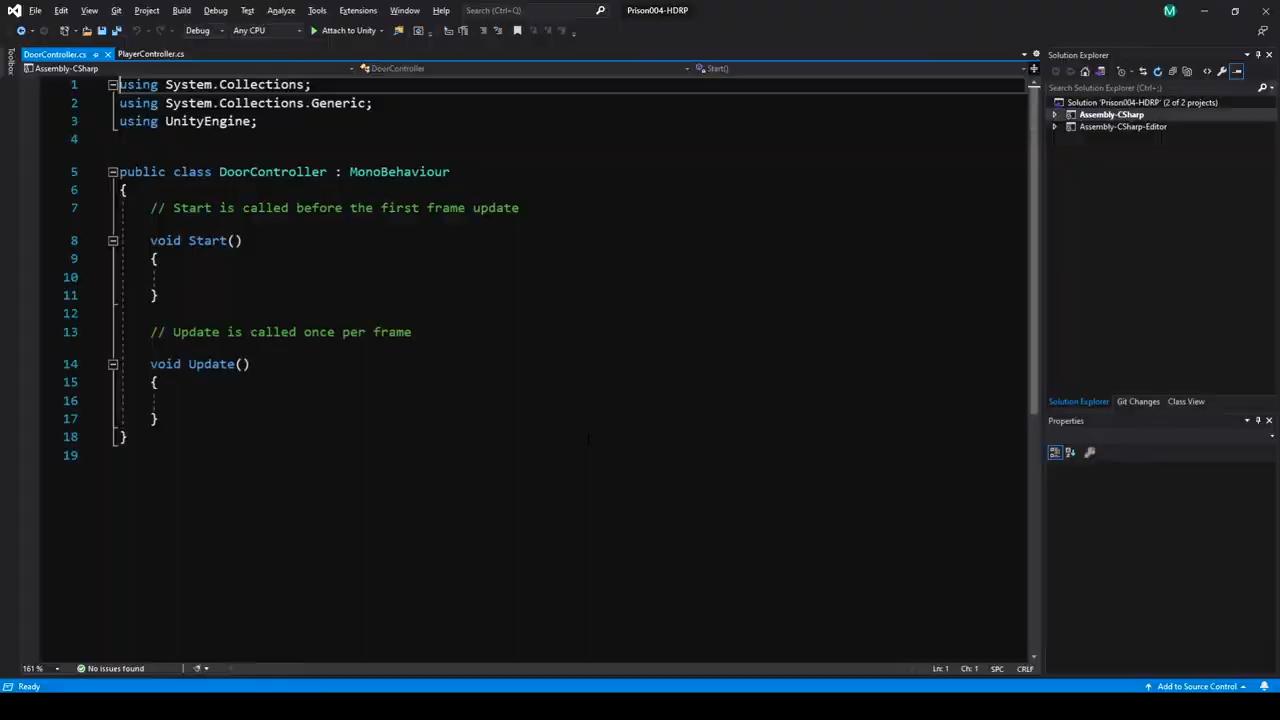 File Edit View Git Project Build Debug Test Analyze Tools Extensions Window Help Search (Ctrl+Q) Prison004-HDRP M
Debug Any CPU Attach to Unity
DoorController.cs PlayerController.cs
Assembly-CSharp DoorController Start()
Toolbox
1 using System.Collections;
2 using System.Collections.Generic;
3 using UnityEngine;
4
5 public class DoorController : MonoBehaviour
6 {
7 // Start is called before the first frame update
8 void Start()
9 {
10
11 }
12
13 // Update is called once per frame
14 void Update()
15 {
16
17 }
18 }
19
161 % No issues found Ln: 1 Ch: 1 SPC CRLF
Solution Explorer
Search Solution Explorer (Ctrl+;)
Solution 'Prison004-HDRP' (2 of 2 projects)
Assembly-CSharp
Assembly-CSharp-Editor
Solution Explorer Git Changes Class View
Properties
Ready Add to Source Control